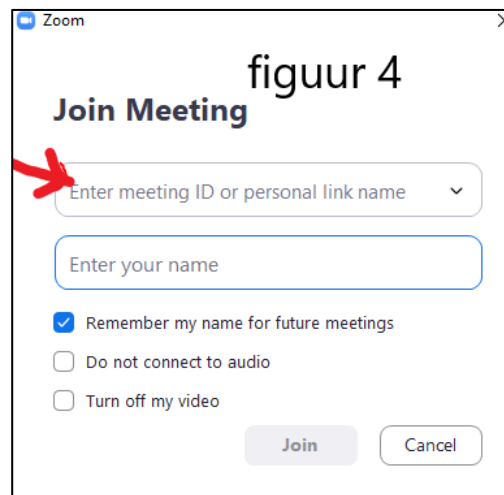 Zoom
figuur 4
Join Meeting
Enter meeting ID or personal link name
Enter your name
Remember my name for future meetings
Do not connect to audio
Turn off my video
Join Cancel